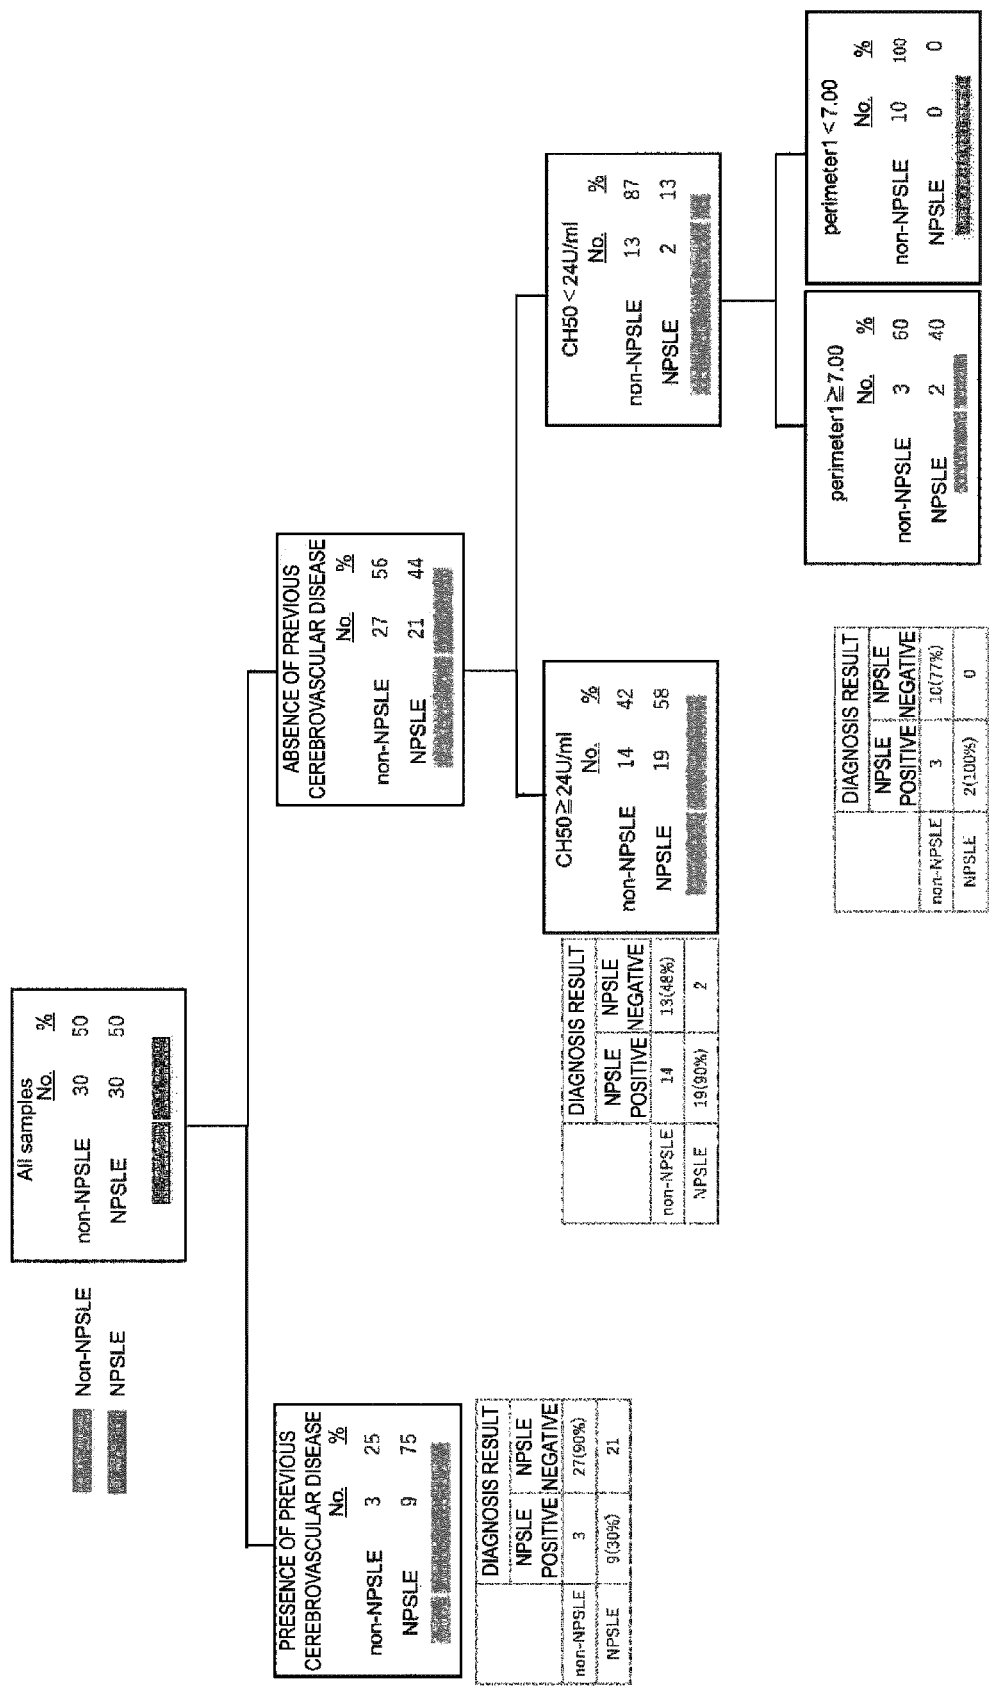 All samples
No. %
non-NPSLE 30 50
NPSLE 30 50
Non-NPSLE
NPSLE
PRESENCE OF PREVIOUS
CEREBROVASCULAR DISEASE
No. %
non-NPSLE 3 25
NPSLE 9 75
DIAGNOSIS RESULT
NPSLE POSITIVE NPSLE NEGATIVE
non-NPSLE 3 27(90%)
NPSLE 9(30%) 21
ABSENCE OF PREVIOUS
CEREBROVASCULAR DISEASE
No. %
non-NPSLE 27 56
NPSLE 21 44
CH50≧24U/ml
No. %
non-NPSLE 14 42
NPSLE 19 58
DIAGNOSIS RESULT
NPSLE POSITIVE NPSLE NEGATIVE
non-NPSLE 14 13(48%)
NPSLE 19(90%) 2
CH50<24U/ml
No. %
non-NPSLE 13 87
NPSLE 2 13
perimeter1≧7.00
No. %
non-NPSLE 3 60
NPSLE 2 40
perimeter1<7.00
No. %
non-NPSLE 10 100
NPSLE 0 0
DIAGNOSIS RESULT
NPSLE POSITIVE NPSLE NEGATIVE
non-NPSLE 3 10(77%)
NPSLE 2(100%) 0